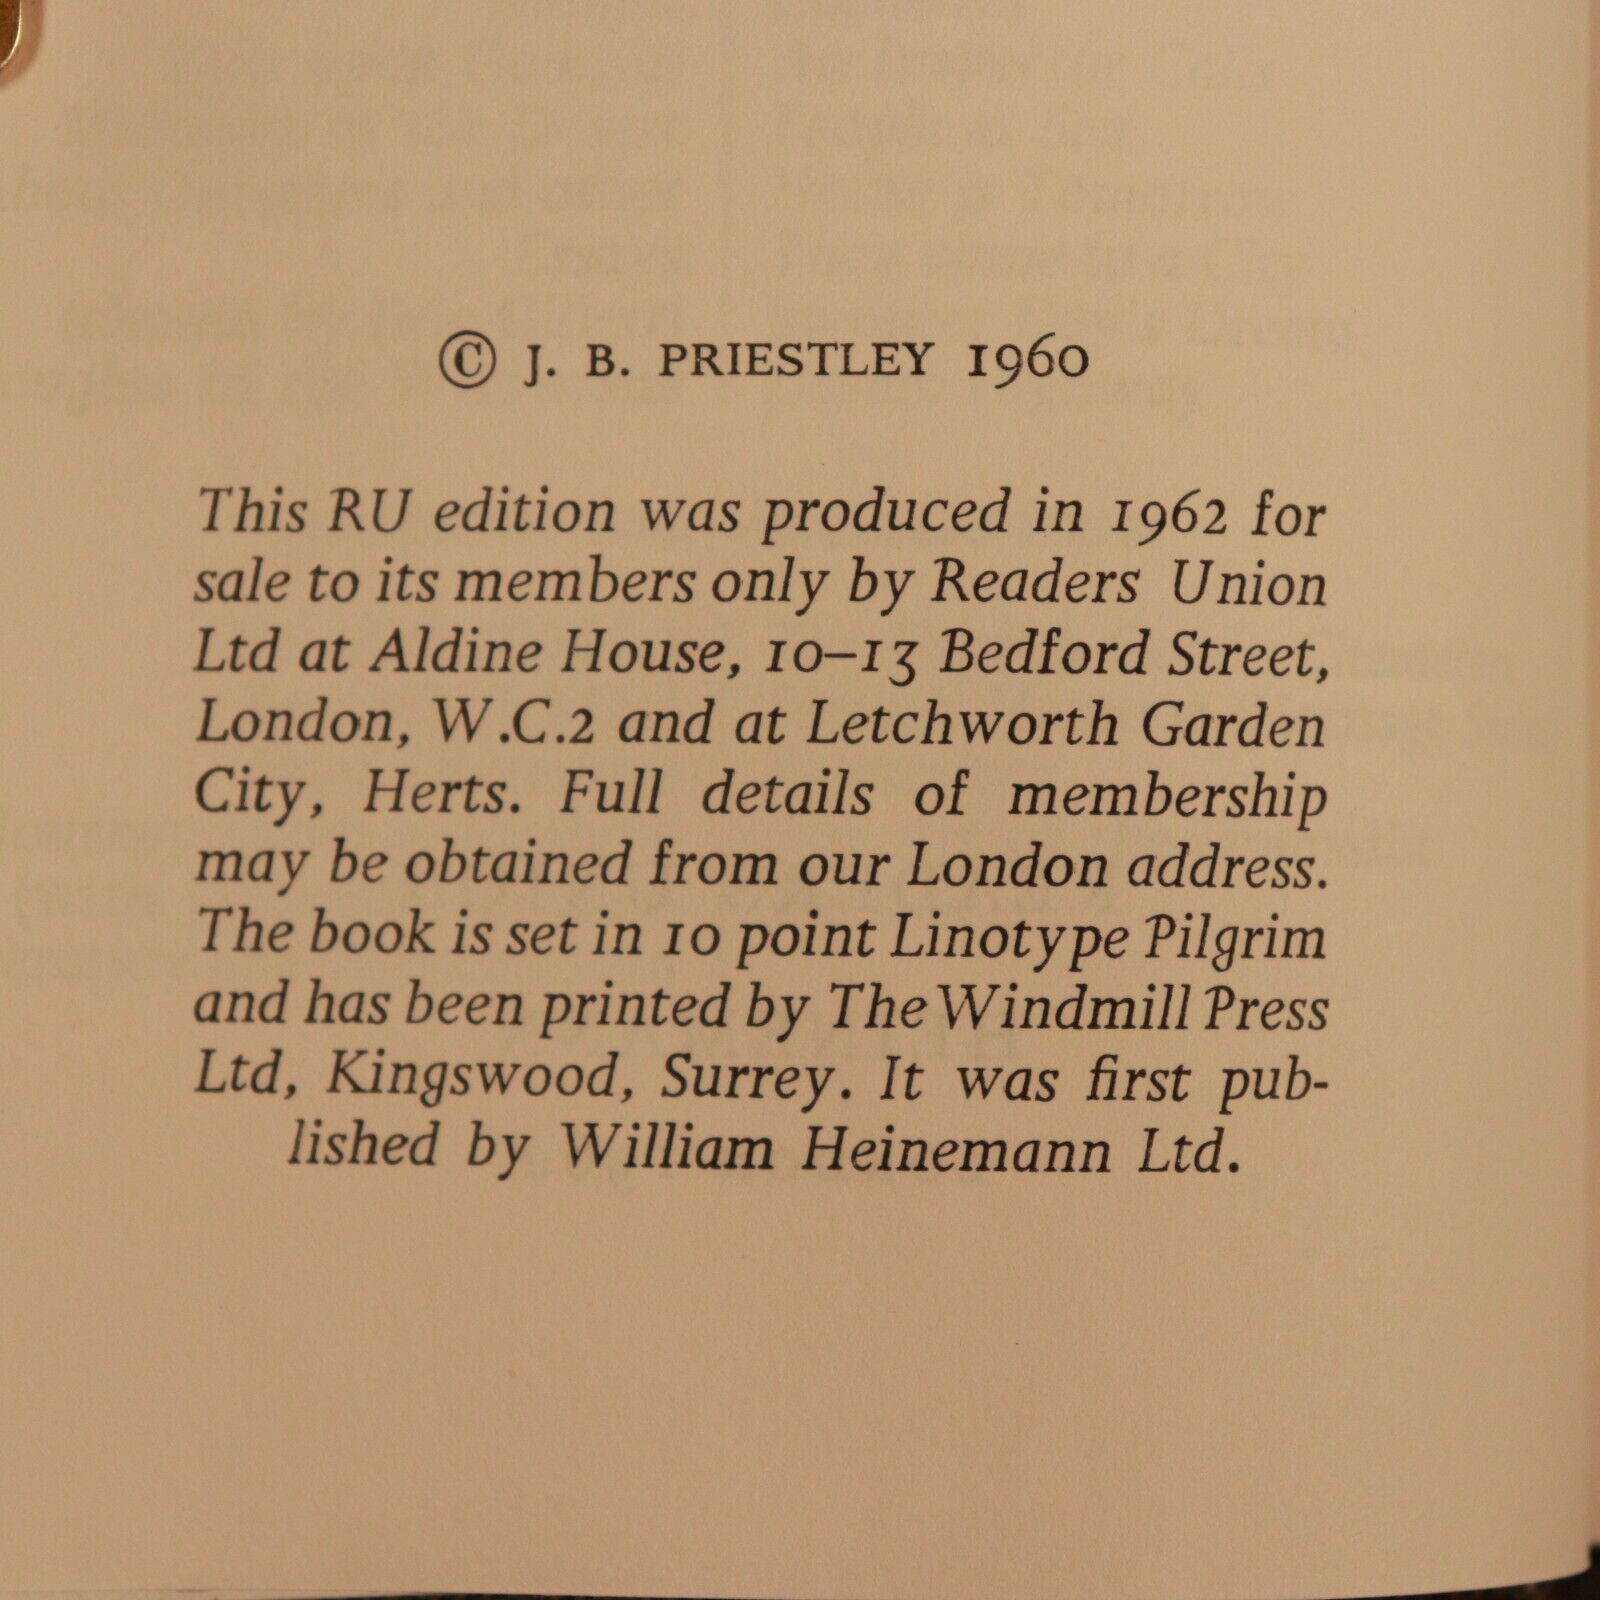 © J. B. PRIESTLEY 1960
This RU edition was produced in 1962 for
sale to its members only by Readers Union
Ltd at Aldine House, 10–13 Bedford Street,
London, W.C.2 and at Letchworth Garden
City, Herts. Full details of membership
may be obtained from our London address.
The book is set in 10 point Linotype Pilgrim
and has been printed by The Windmill Press
Ltd, Kingswood, Surrey. It was first pub-
lished by William Heinemann Ltd.